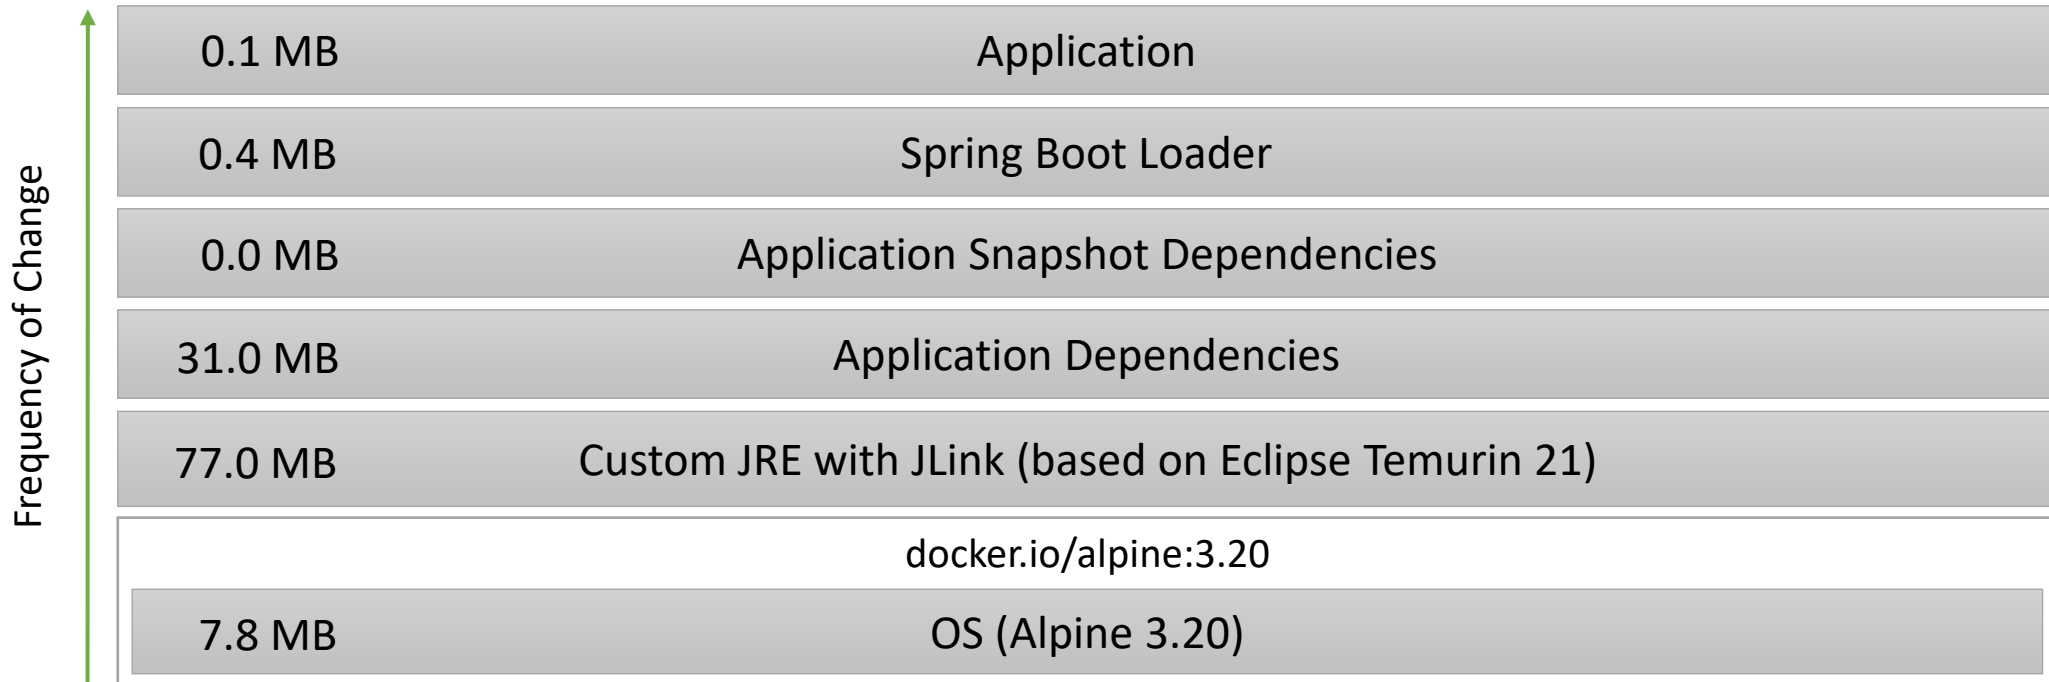 Frequency of Change
0.1 MB Application
0.4 MB Spring Boot Loader
0.0 MB Application Snapshot Dependencies
31.0 MB Application Dependencies
77.0 MB Custom JRE with JLink (based on Eclipse Temurin 21)
docker.io/alpine:3.20
7.8 MB OS (Alpine 3.20)